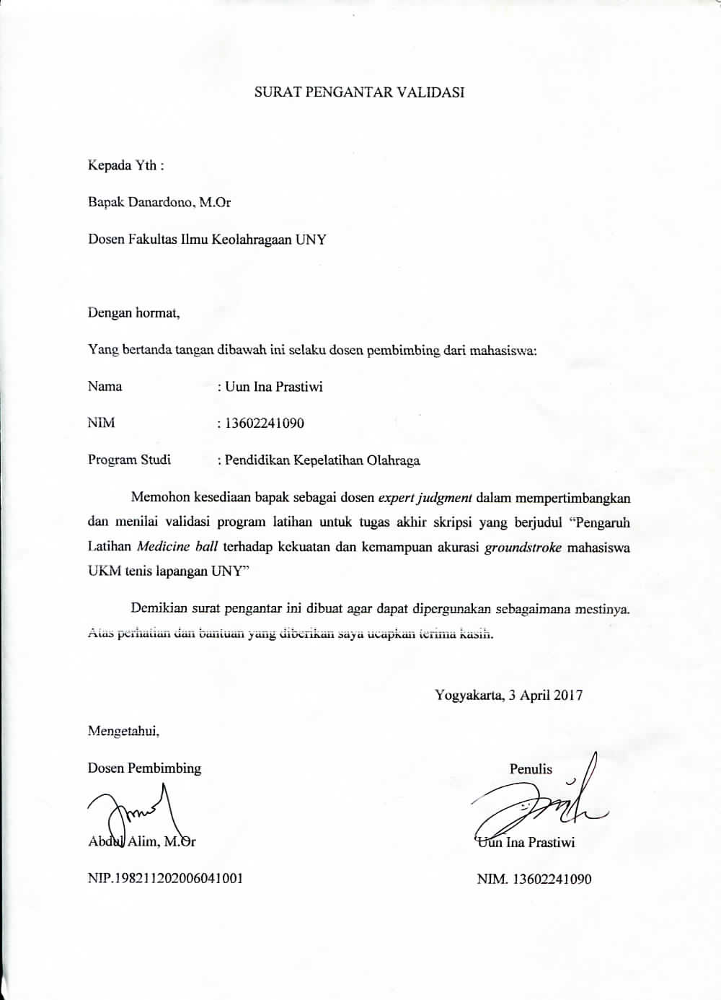 SURAT PENGANTAR VALIDASI
Kepada Yth :
Bapak Danardono, M.Or
Dosen Fakultas Ilmu Keolahragaan UNY
Dengan hormat,
Yang bertanda tangan dibawah ini selaku dosen pembimbing dari mahasiswa:
Nama : Uun Ina Prastiwi
NIM : 13602241090
Program Studi : Pendidikan Kepelatihan Olahraga
Memohon kesediaan bapak sebagai dosen expert judgment dalam mempertimbangkan
dan menilai validasi program latihan untuk tugas akhir skripsi yang berjudul “Pengaruh
Latihan Medicine ball terhadap kekuatan dan kemampuan akurasi groundstroke mahasiswa
UKM tenis lapangan UNY”
Demikian surat pengantar ini dibuat agar dapat dipergunakan sebagaimana mestinya.
Atas perhatian dan bantuan yang diberikan saya ucapkan terima kasih.
Yogyakarta, 3 April 2017
Mengetahui,
Dosen Pembimbing Penulis
Abdul Alim, M.Or Uun Ina Prastiwi
NIP.198211202006041001 NIM. 13602241090